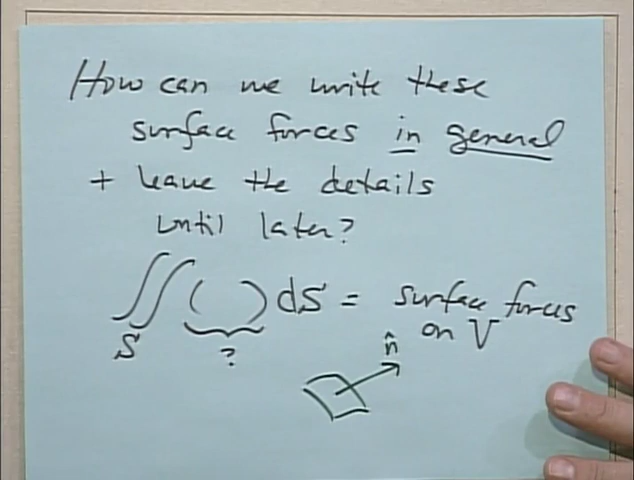 How can we write these
surface forces in general
+ leave the details
until later?
∬ ( ) dS = surface forces
S ? on V
n̂